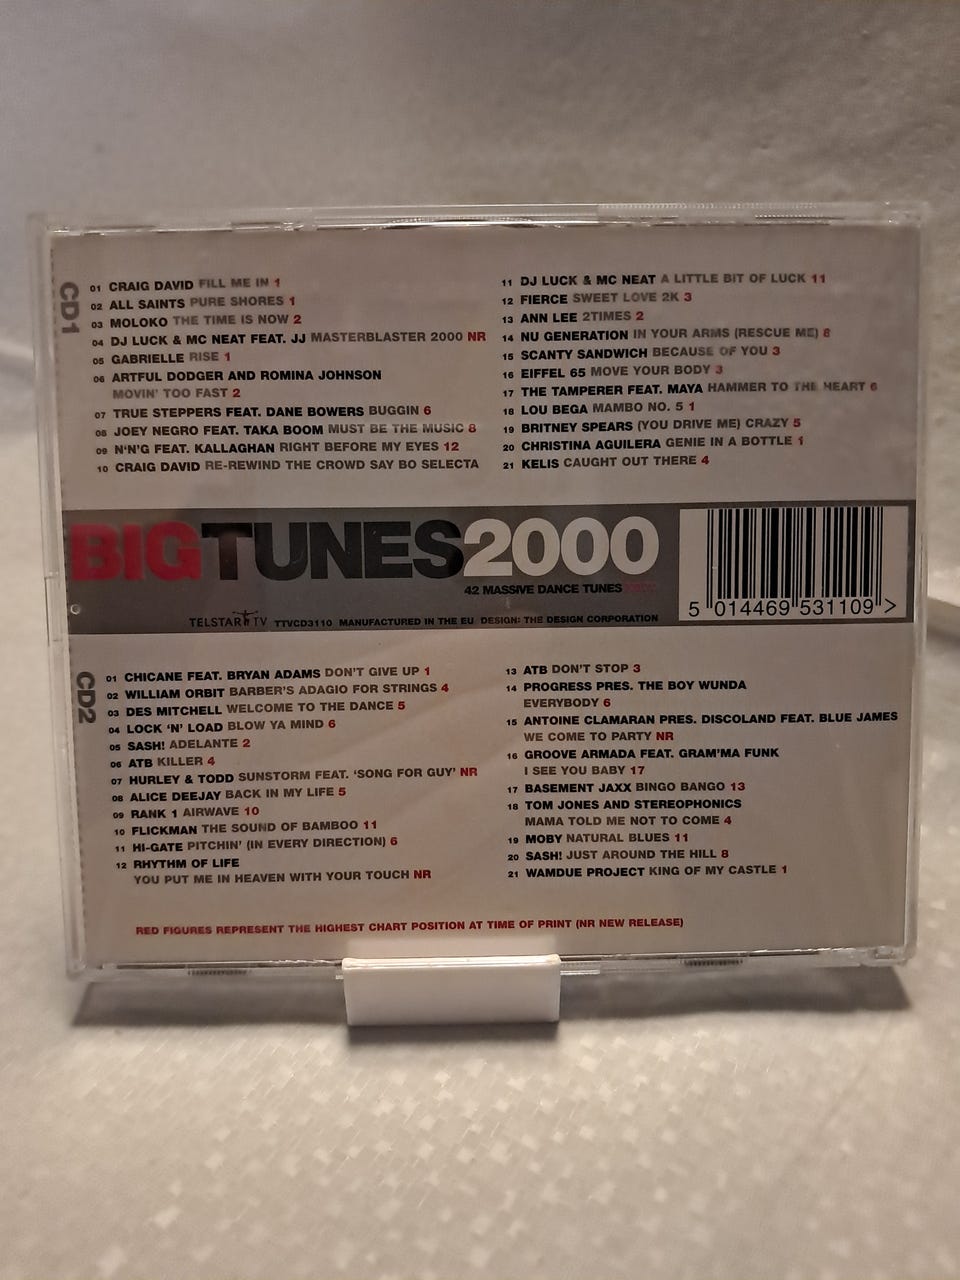 CD1
01 CRAIG DAVID FILL ME IN 1
02 ALL SAINTS PURE SHORES 1
03 MOLOKO THE TIME IS NOW 2
04 DJ LUCK & MC NEAT FEAT. JJ MASTERBLASTER 2000 NR
05 GABRIELLE RISE 1
06 ARTFUL DODGER AND ROMINA JOHNSON
MOVIN' TOO FAST 2
07 TRUE STEPPERS FEAT. DANE BOWERS BUGGIN 6
08 JOEY NEGRO FEAT. TAKA BOOM MUST BE THE MUSIC 8
09 N'N'G FEAT. KALLAGHAN RIGHT BEFORE MY EYES 12
10 CRAIG DAVID RE-REWIND THE CROWD SAY BO SELECTA
11 DJ LUCK & MC NEAT A LITTLE BIT OF LUCK 11
12 FIERCE SWEET LOVE 2K 3
13 ANN LEE 2TIMES 2
14 NU GENERATION IN YOUR ARMS (RESCUE ME) 8
15 SCANTY SANDWICH BECAUSE OF YOU 3
16 EIFFEL 65 MOVE YOUR BODY 3
17 THE TAMPERER FEAT. MAYA HAMMER TO THE HEART 6
18 LOU BEGA MAMBO NO. 5 1
19 BRITNEY SPEARS (YOU DRIVE ME) CRAZY 5
20 CHRISTINA AGUILERA GENIE IN A BOTTLE 1
21 KELIS CAUGHT OUT THERE 4
BIGTUNES2000
42 MASSIVE DANCE TUNES
TELSTAR TV TTVCD3110 MANUFACTURED IN THE EU DESIGN: THE DESIGN CORPORATION
5 014469 531109 >
CD2
01 CHICANE FEAT. BRYAN ADAMS DON'T GIVE UP 1
02 WILLIAM ORBIT BARBER'S ADAGIO FOR STRINGS 4
03 DES MITCHELL WELCOME TO THE DANCE 5
04 LOCK 'N' LOAD BLOW YA MIND 6
05 SASH! ADELANTE 2
06 ATB KILLER 4
07 HURLEY & TODD SUNSTORM FEAT. 'SONG FOR GUY' NR
08 ALICE DEEJAY BACK IN MY LIFE 5
09 RANK 1 AIRWAVE 10
10 FLICKMAN THE SOUND OF BAMBOO 11
11 HI-GATE PITCHIN' (IN EVERY DIRECTION) 6
12 RHYTHM OF LIFE
YOU PUT ME IN HEAVEN WITH YOUR TOUCH NR
13 ATB DON'T STOP 3
14 PROGRESS PRES. THE BOY WUNDA
EVERYBODY 6
15 ANTOINE CLAMARAN PRES. DISCOLAND FEAT. BLUE JAMES
WE COME TO PARTY NR
16 GROOVE ARMADA FEAT. GRAM'MA FUNK
I SEE YOU BABY 17
17 BASEMENT JAXX BINGO BANGO 13
18 TOM JONES AND STEREOPHONICS
MAMA TOLD ME NOT TO COME 4
19 MOBY NATURAL BLUES 11
20 SASH! JUST AROUND THE HILL 8
21 WAMDUE PROJECT KING OF MY CASTLE 1
RED FIGURES REPRESENT THE HIGHEST CHART POSITION AT TIME OF PRINT (NR NEW RELEASE)